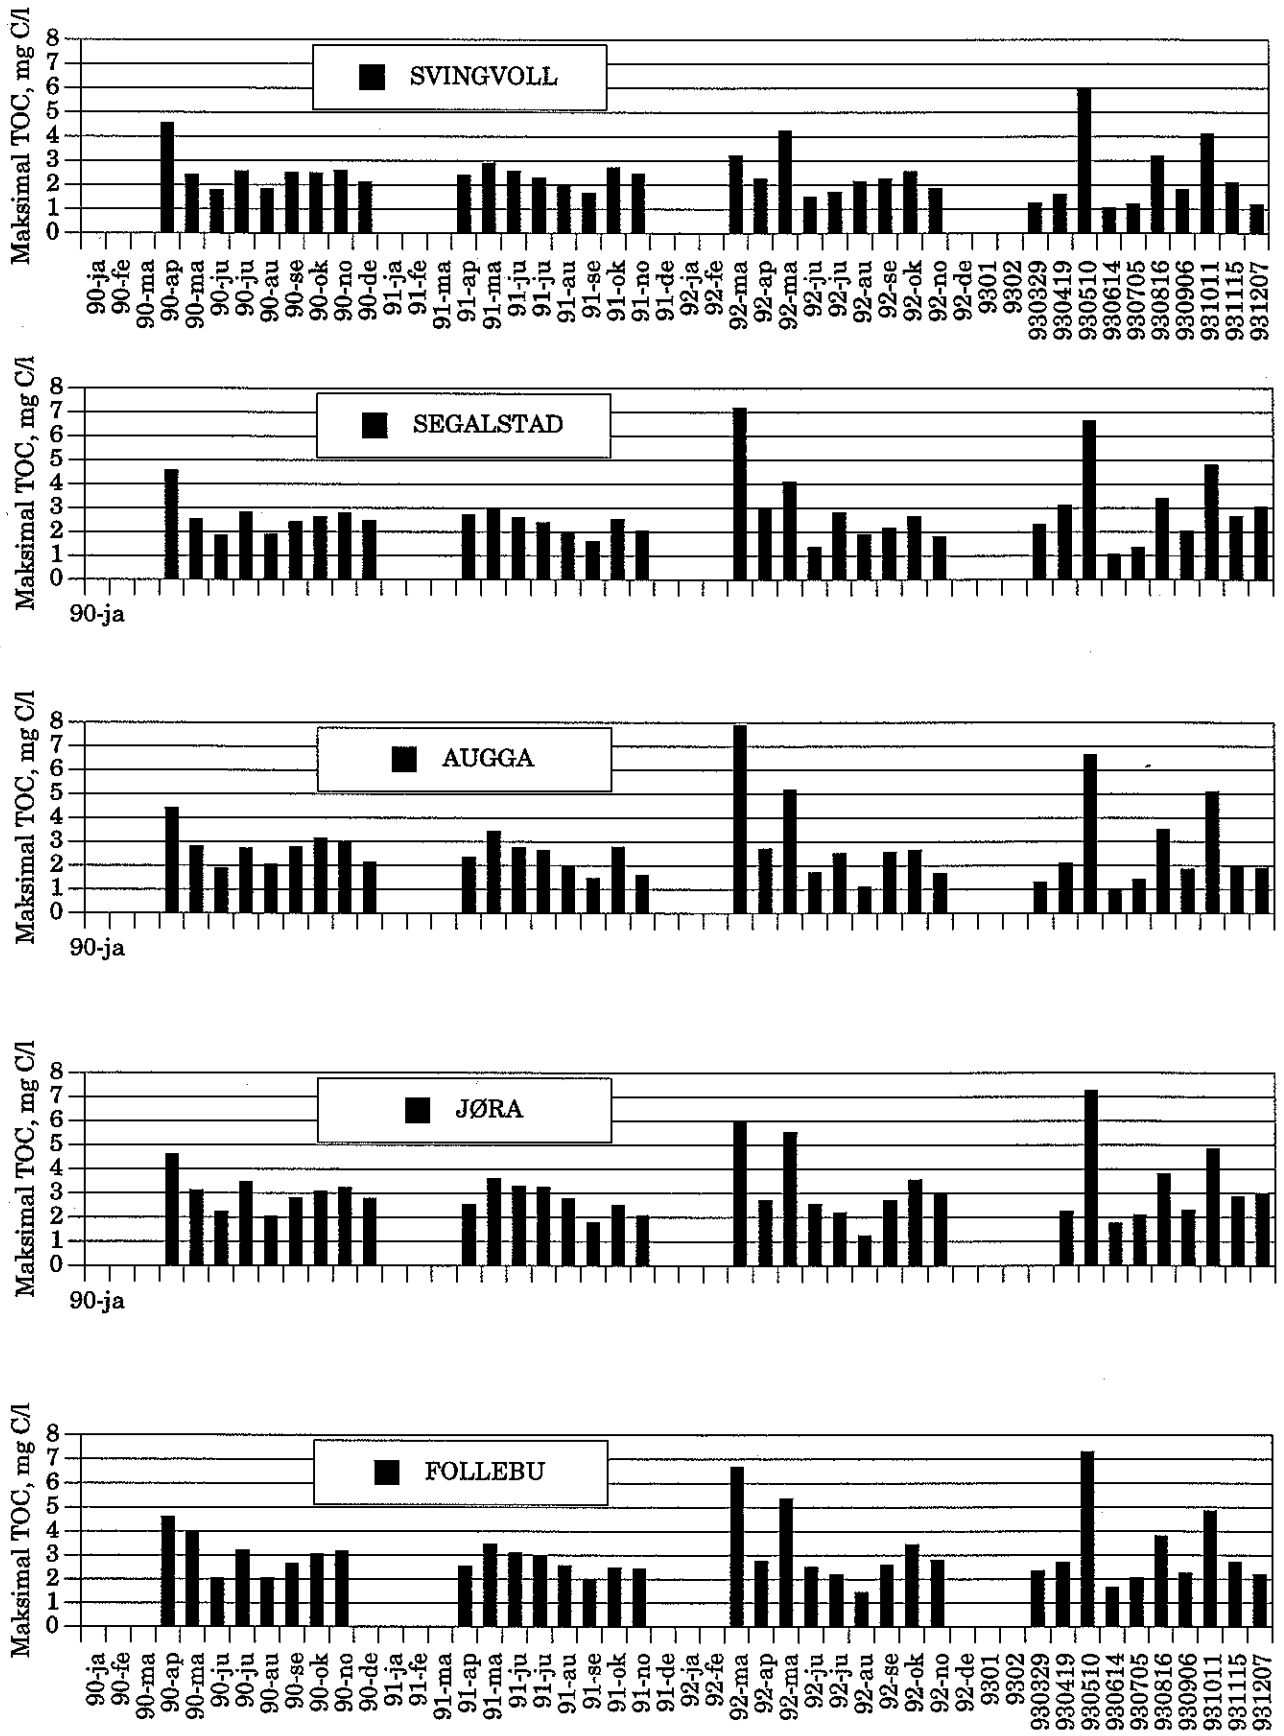 Maksimal TOC, mg C/l
8
7
6
5
4
3
2
1
0
SVINGVOLL
90-ja
90-fe
90-ma
90-ap
90-ma
90-ju
90-ju
90-au
90-se
90-ok
90-no
90-de
91-ja
91-fe
91-ma
91-ap
91-ma
91-ju
91-ju
91-au
91-se
91-ok
91-no
91-de
92-ja
92-fe
92-ma
92-ap
92-ma
92-ju
92-ju
92-au
92-se
92-ok
92-no
92-de
9301
9302
930329
930419
930510
930614
930705
930816
930906
931011
931115
931207
Maksimal TOC, mg C/l
8
7
6
5
4
3
2
1
0
SEGALSTAD
90-ja
Maksimal TOC, mg C/l
8
7
6
5
4
3
2
1
0
AUGGA
90-ja
Maksimal TOC, mg C/l
8
7
6
5
4
3
2
1
0
JØRA
90-ja
Maksimal TOC, mg C/l
8
7
6
5
4
3
2
1
0
FOLLEBU
90-ja
90-fe
90-ma
90-ap
90-ma
90-ju
90-ju
90-au
90-se
90-ok
90-no
90-de
91-ja
91-fe
91-ma
91-ap
91-ma
91-ju
91-ju
91-au
91-se
91-ok
91-no
91-de
92-ja
92-fe
92-ma
92-ap
92-ma
92-ju
92-ju
92-au
92-se
92-ok
92-no
92-de
9301
9302
930329
930419
930510
930614
930705
930816
930906
931011
931115
931207